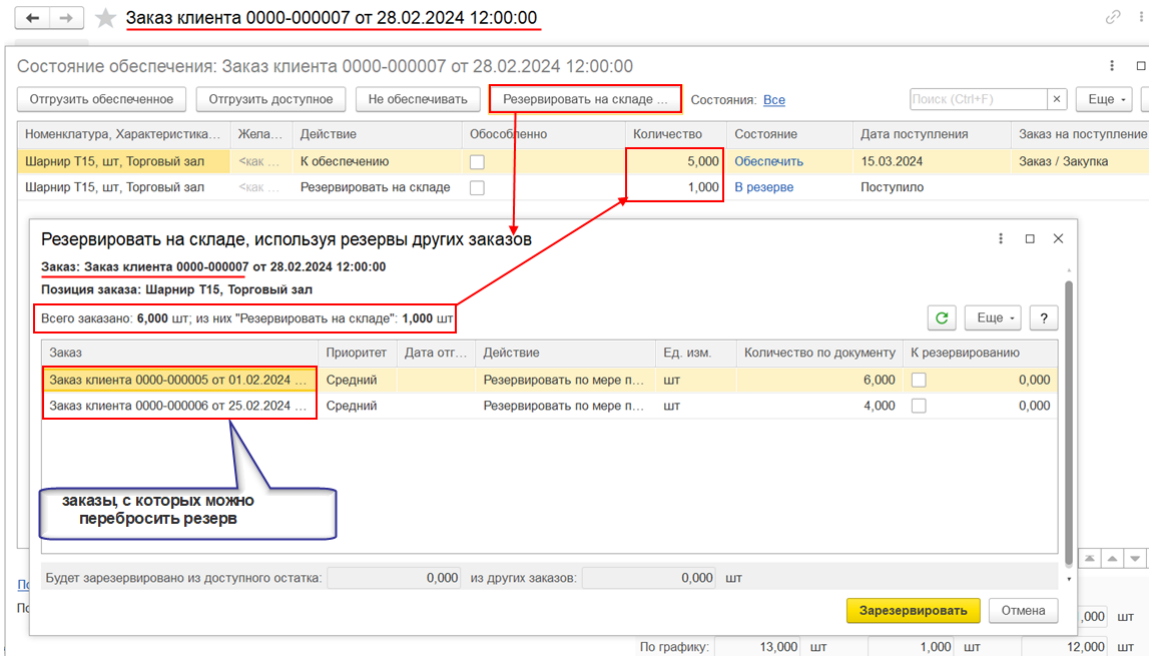 Заказ клиента 0000-000007 от 28.02.2024 12:00:00
Состояние обеспечения: Заказ клиента 0000-000007 от 28.02.2024 12:00:00
Отгрузить обеспеченное Отгрузить доступное Не обеспечивать Резервировать на складе ... Состояния: Все Поиск (Ctrl+F) × Еще
Номенклатура, Характеристика... Жела... Действие Обособленно Количество Состояние Дата поступления Заказ на поступление
Шарнир Т15, шт, Торговый зал <как ... К обеспечению 5,000 Обеспечить 15.03.2024 Заказ / Закупка
Шарнир Т15, шт, Торговый зал <как ... Резервировать на складе 1,000 В резерве Поступило
Резервировать на складе, используя резервы других заказов
Заказ: Заказ клиента 0000-000007 от 28.02.2024 12:00:00
Позиция заказа: Шарнир Т15, Торговый зал
Всего заказано: 6,000 шт; из них "Резервировать на складе": 1,000 шт
Еще ?
Заказ Приоритет Дата отг... Действие Ед. изм. Количество по документу К резервированию
Заказ клиента 0000-000005 от 01.02.2024 ... Средний Резервировать по мере п... шт 6,000 0,000
Заказ клиента 0000-000006 от 25.02.2024 ... Средний Резервировать по мере п... шт 4,000 0,000
заказы, с которых можно
перебросить резерв
Будет зарезервировано из доступного остатка: 0,000 из других заказов: 0,000 шт
Зарезервировать Отмена
,000 шт
По графику: 13,000 шт 1,000 шт 12,000 шт